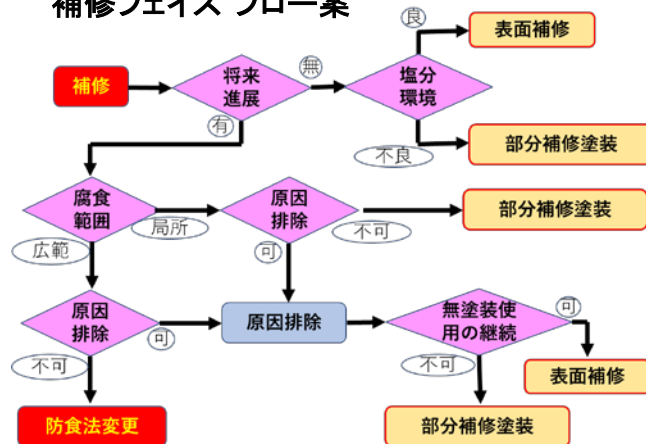 補修フェイズ フロー案
補修
将来
進展
無
塩分
環境
良
表面補修
有
不良
部分補修塗装
腐食
範囲
局所
原因
排除
不可
部分補修塗装
広範
可
原因
排除
可
原因排除
無塗装使
用の継続
可
不可
不可
表面補修
防食法変更
部分補修塗装